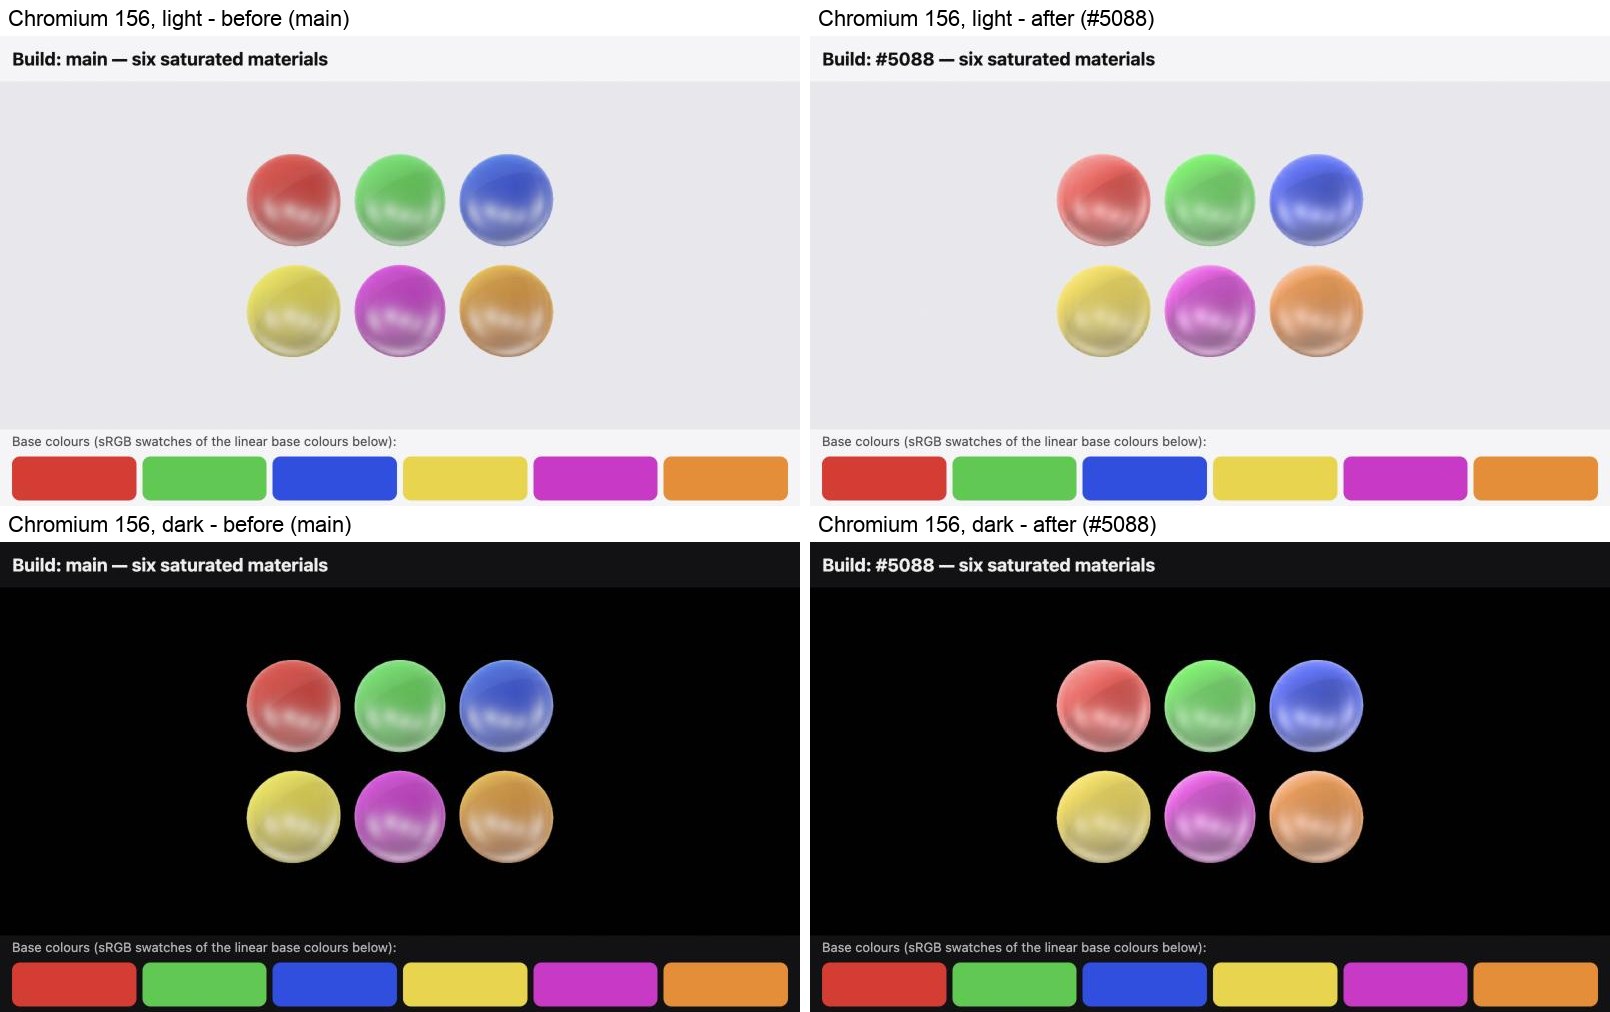 Chromium 156, light - before (main)
Build: main — six saturated materials
Base colours (sRGB swatches of the linear base colours below):
Chromium 156, light - after (#5088)
Build: #5088 — six saturated materials
Base colours (sRGB swatches of the linear base colours below):
Chromium 156, dark - before (main)
Build: main — six saturated materials
Base colours (sRGB swatches of the linear base colours below):
Chromium 156, dark - after (#5088)
Build: #5088 — six saturated materials
Base colours (sRGB swatches of the linear base colours below):